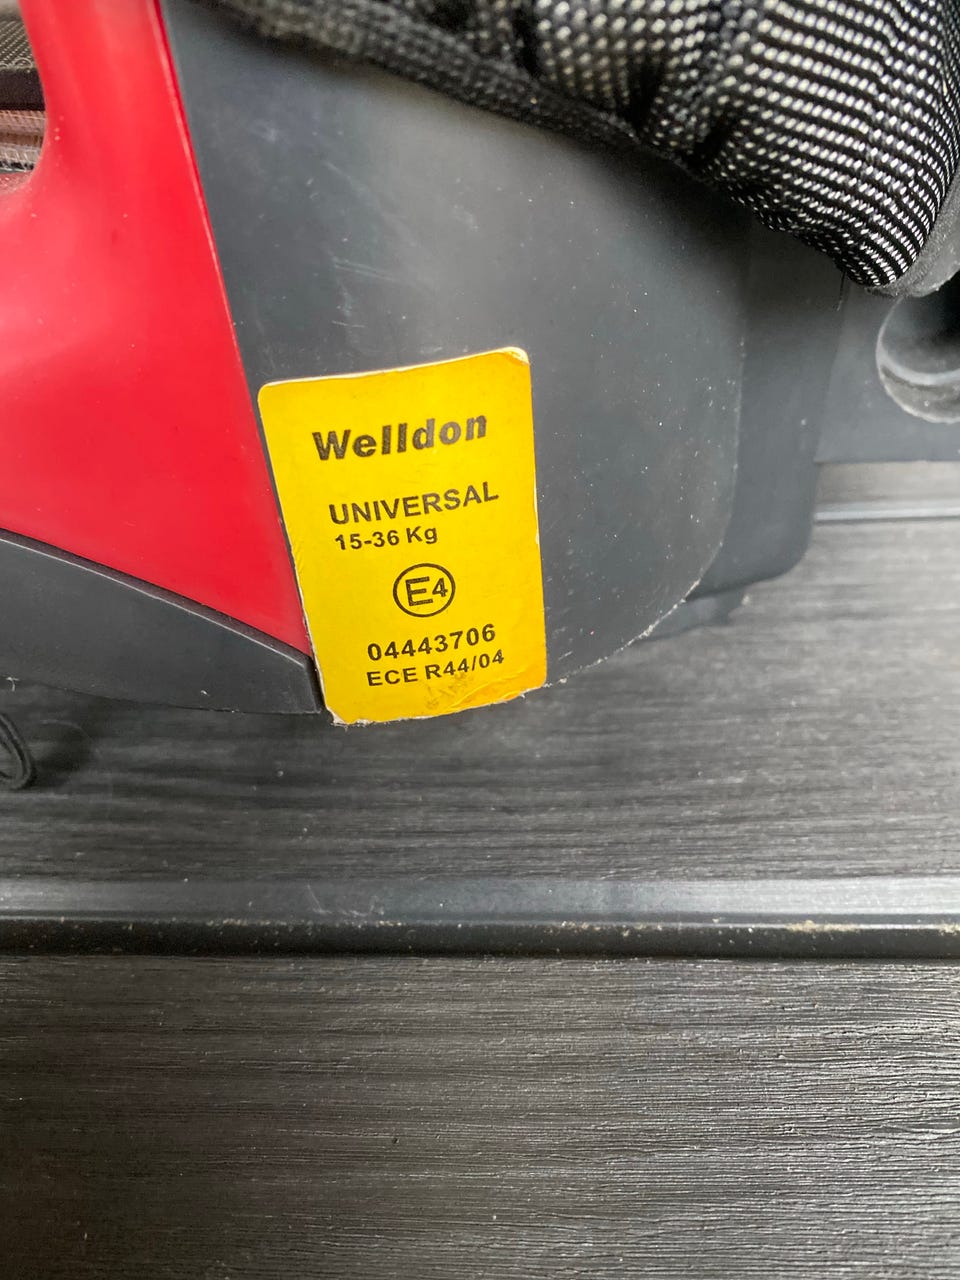 Welldon
UNIVERSAL
15-36 Kg
E4
04443706
ECE R44/04